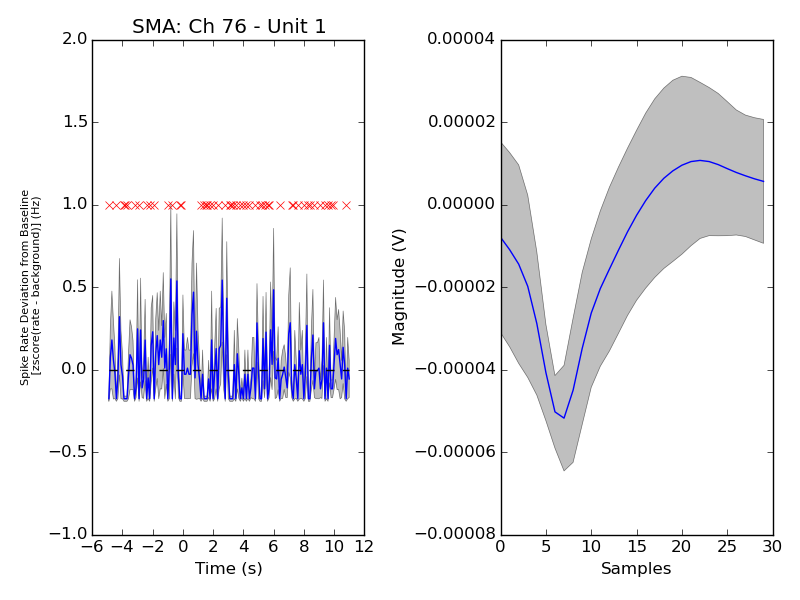 SMA: Ch 76 - Unit 1
Spike Rate Deviation from Baseline
[zscore(rate - background)] (Hz)
2.0
1.5
1.0
0.5
0.0
−0.5
−1.0
−6 −4 −2 0 2 4 6 8 10 12
Time (s)
Magnitude (V)
0.00004
0.00002
0.00000
−0.00002
−0.00004
−0.00006
−0.00008
0 5 10 15 20 25 30
Samples